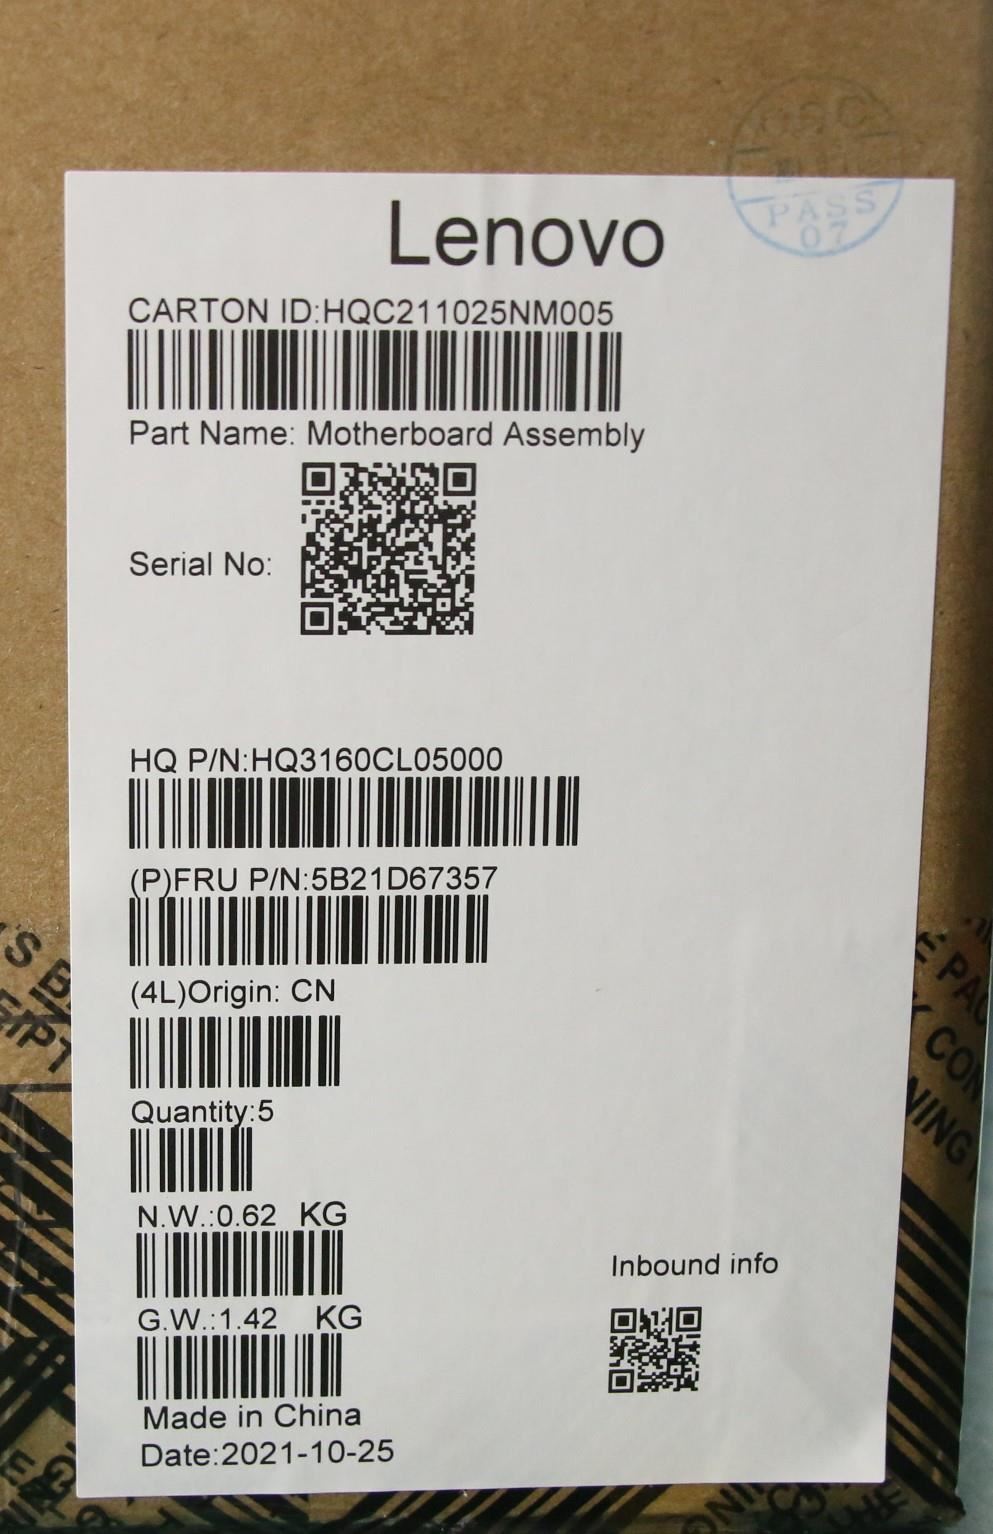 Lenovo
PASS
07
CARTON ID:HQC211025NM005
Part Name: Motherboard Assembly
Serial No:
HQ P/N:HQ3160CL05000
(P)FRU P/N:5B21D67357
(4L)Origin: CN
Quantity:5
N.W.:0.62 KG
G.W.:1.42 KG
Inbound info
Made in China
Date:2021-10-25